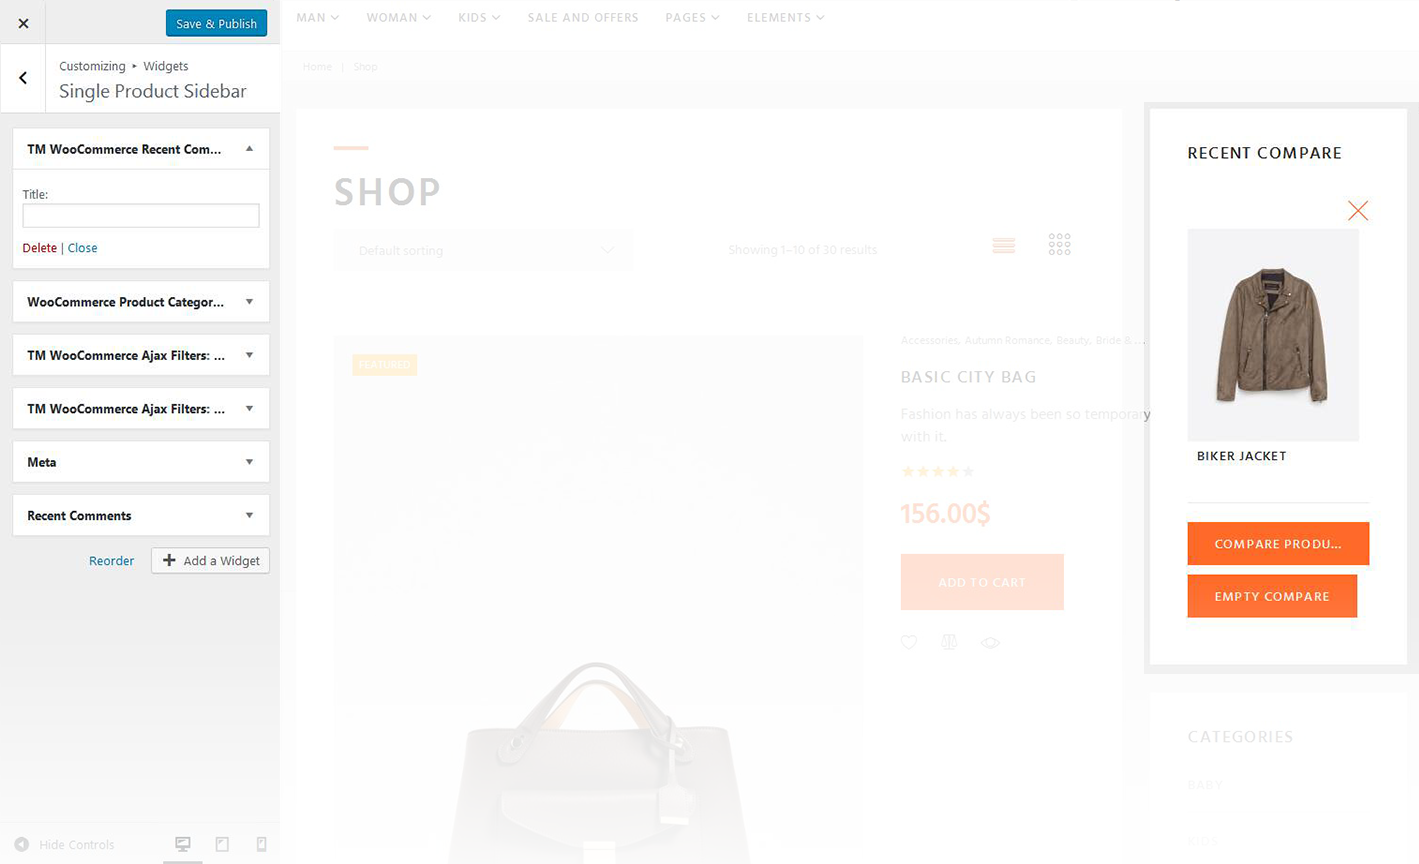 Save & Publish
Customizing ▸ Widgets
Single Product Sidebar
TM WooCommerce Recent Com...
Title:
Delete | Close
WooCommerce Product Categor...
TM WooCommerce Ajax Filters: ...
TM WooCommerce Ajax Filters: ...
Meta
Recent Comments
Reorder
Add a Widget
Hide Controls
MAN WOMAN KIDS SALE AND OFFERS PAGES ELEMENTS
Home | Shop
SHOP
Default sorting
Showing 1–10 of 30 results
FEATURED
Accessories, Autumn Romance, Beauty, Bride & ...
BASIC CITY BAG
Fashion has always been so temporary
with it.
156.00$
ADD TO CART
RECENT COMPARE
BIKER JACKET
COMPARE PRODU...
EMPTY COMPARE
CATEGORIES
BABY